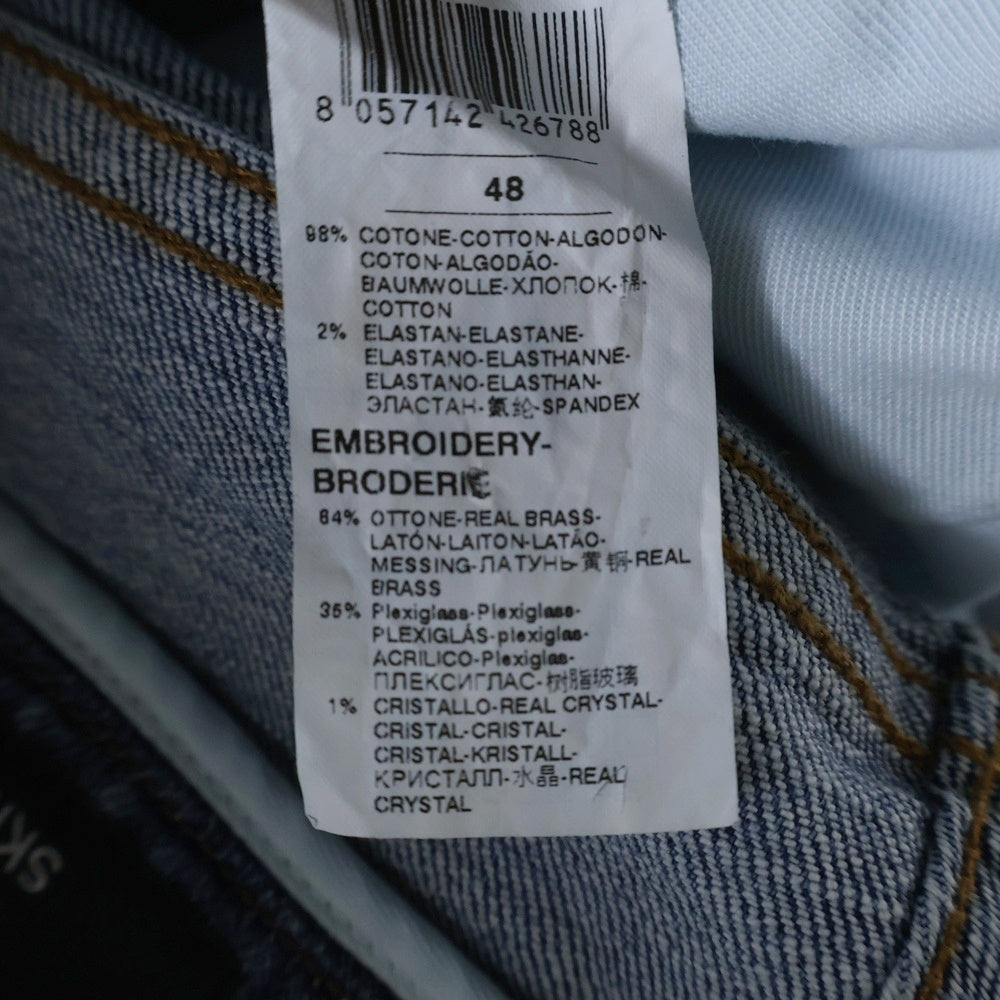 8 057142 426788
48
98% COTONE-COTTON-ALGODON-
COTON-ALGODÃO-
BAUMWOLLE-ХЛОПОК-棉-
COTTON
2% ELASTAN-ELASTANE-
ELASTANO-ELASTHANNE-
ELASTANO-ELASTHAN-
ЭЛАСТАН-氨纶-SPANDEX
EMBROIDERY-
BRODERIE
64% OTTONE-REAL BRASS-
LATÓN-LAITON-LATÃO-
MESSING-ЛАТУНЬ-黄铜-REAL
BRASS
35% Plexiglass-Plexiglass-
PLEXIGLÁS-plexiglas-
ACRILICO-Plexiglas-
ПЛЕКСИГЛАС-树脂玻璃
1% CRISTALLO-REAL CRYSTAL-
CRISTAL-CRISTAL-
CRISTAL-KRISTALL-
КРИСТАЛЛ-水晶-REAL
CRYSTAL